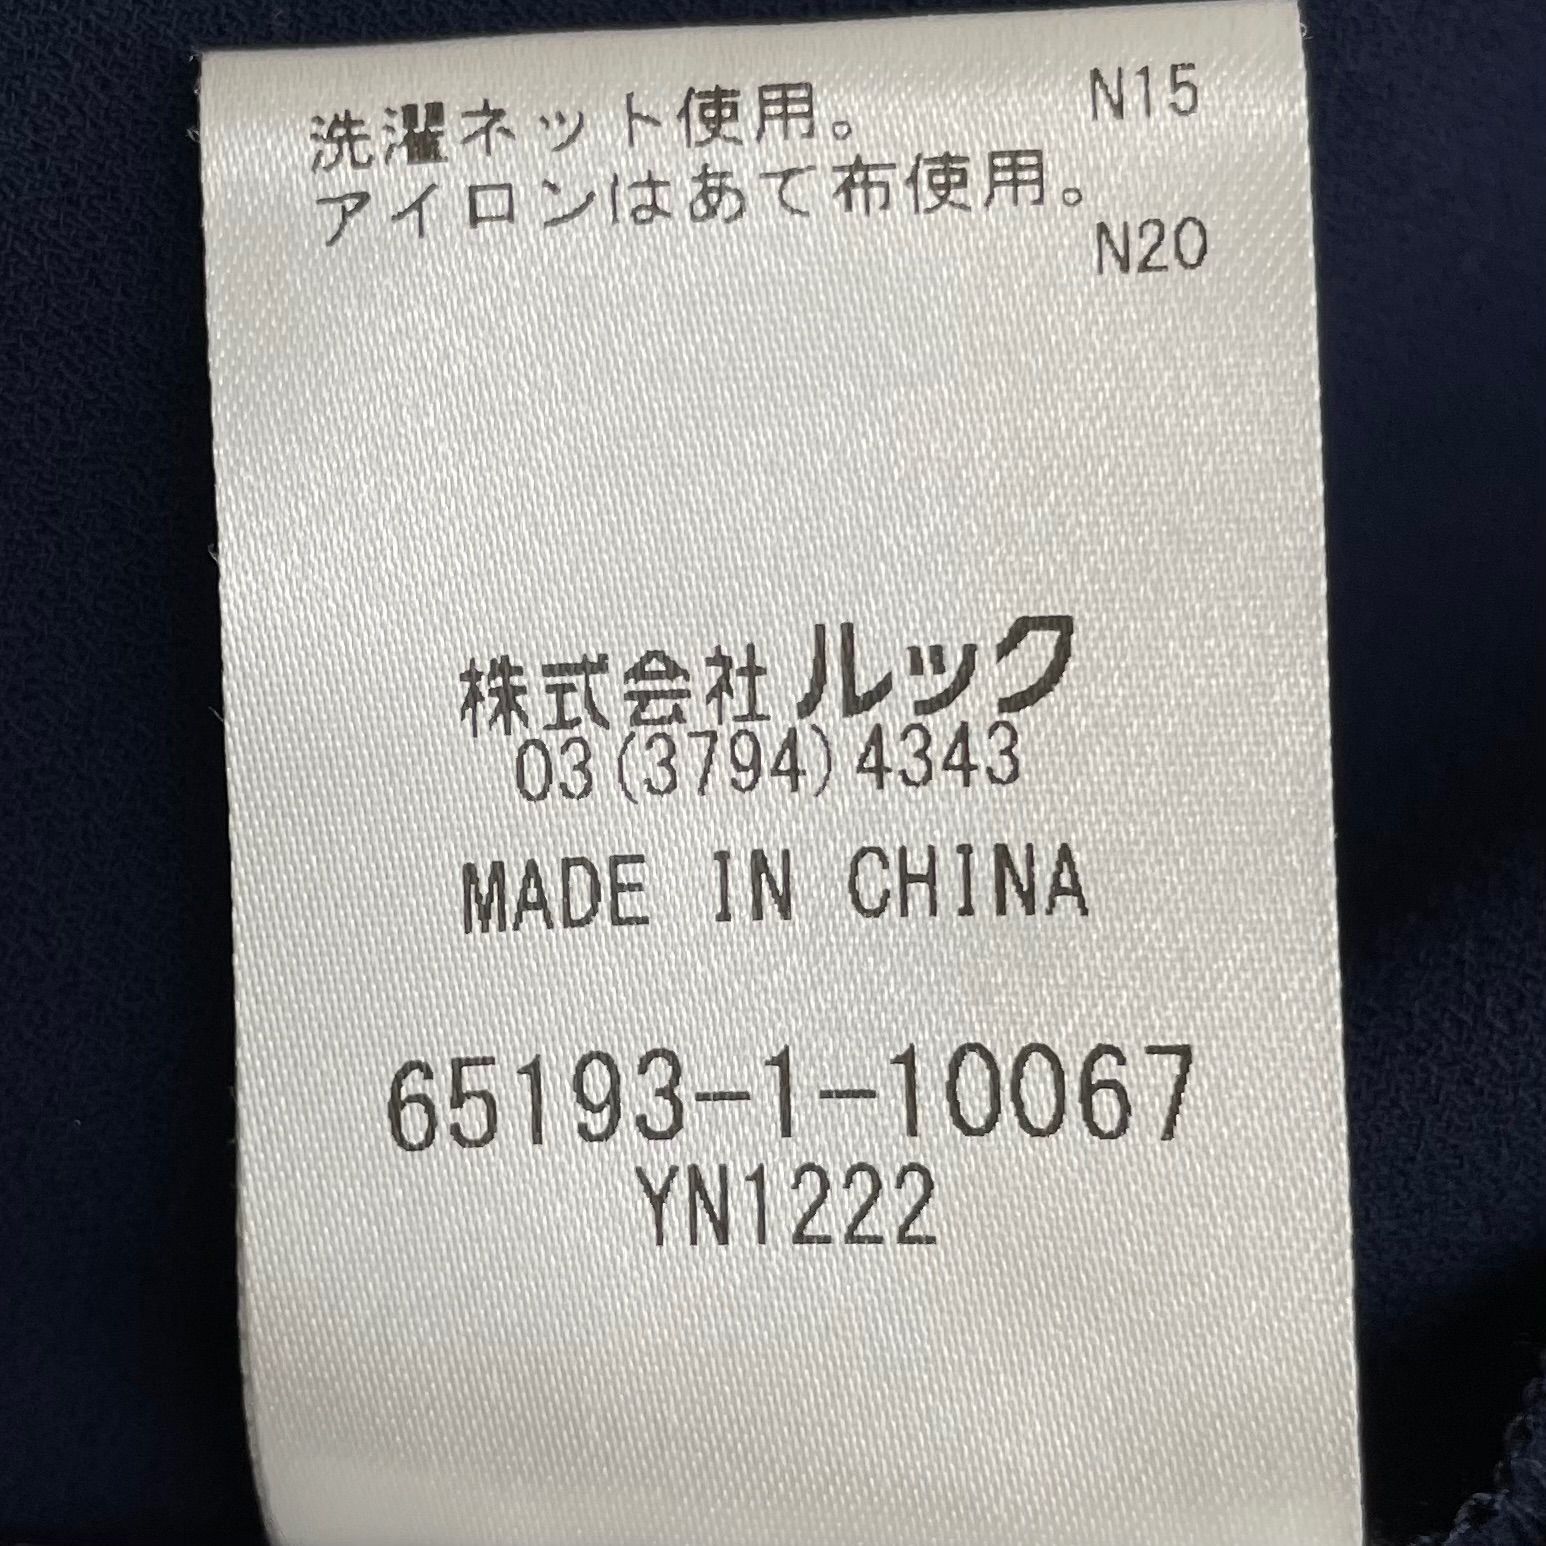 洗濯ネット使用。 N15
アイロンはあて布使用。
N20
株式会社ルック
03(3794)4343
MADE IN CHINA
65193-1-10067
YN1222